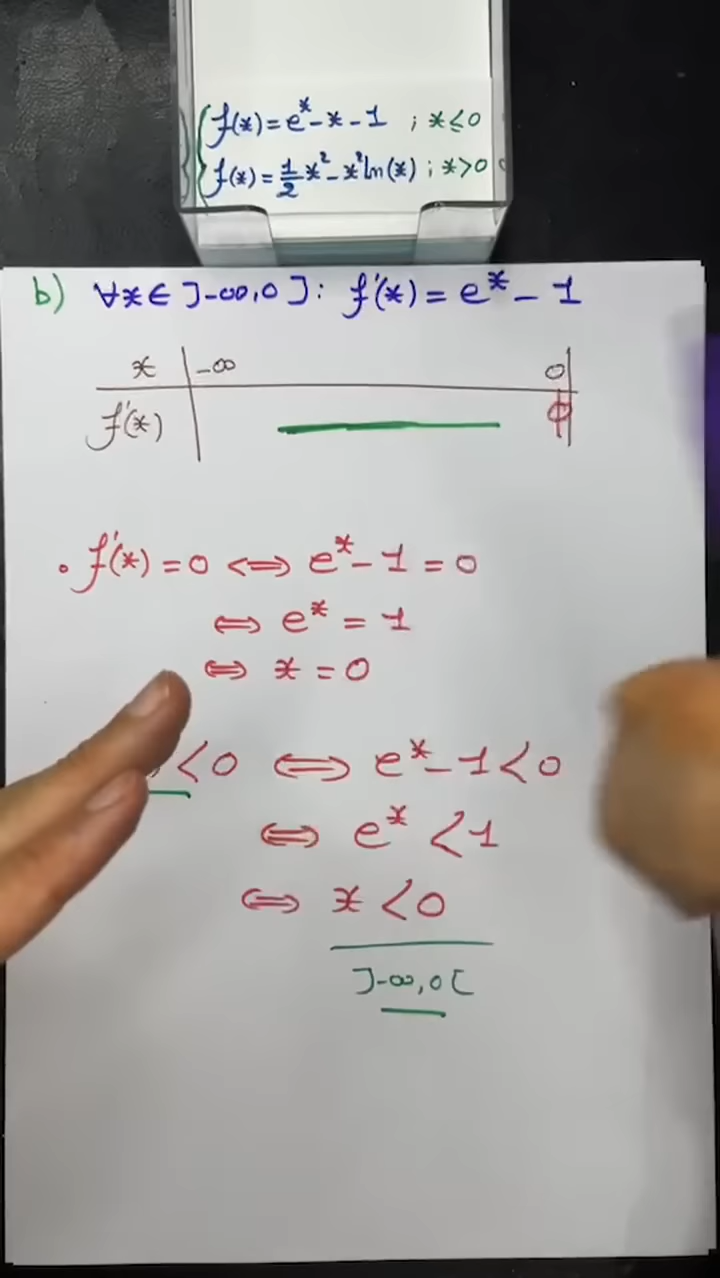 f(x) = e^x - x - 1 ; x ≤ 0
f(x) = 1/2 x² - x² ln(x) ; x > 0
b) ∀x ∈ ]-∞, 0] : f'(x) = e^x - 1
x | -∞ 0
f'(x) | — 0
• f'(x) = 0 ⟺ e^x - 1 = 0
⟺ e^x = 1
⟺ x = 0
< 0 ⟺ e^x - 1 < 0
⟺ e^x < 1
⟺ x < 0
]-∞, 0[